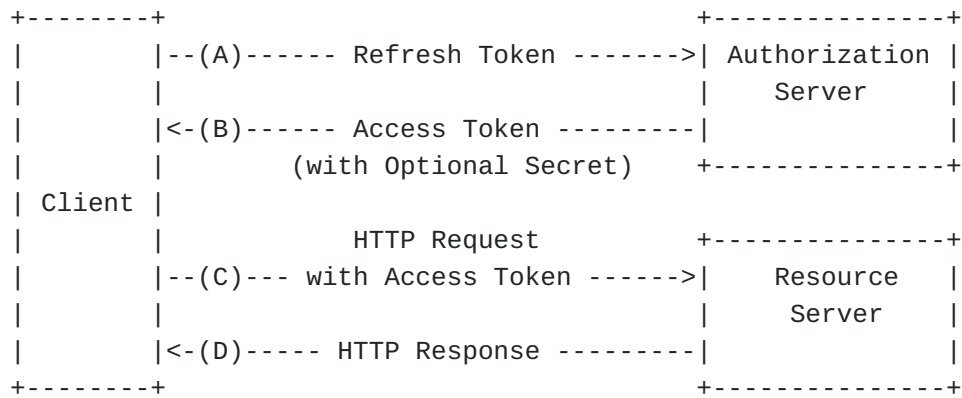 +--------+                                   +---------------+
|        |--(A)------ Refresh Token ------->| Authorization |
|        |                                   |    Server     |
|        |<-(B)------ Access Token ---------|               |
|        |        (with Optional Secret)    +---------------+
| Client |
|        |            HTTP Request          +---------------+
|        |--(C)--- with Access Token ------>|    Resource   |
|        |                                   |     Server    |
|        |<-(D)----- HTTP Response ---------|               |
+--------+                                   +---------------+